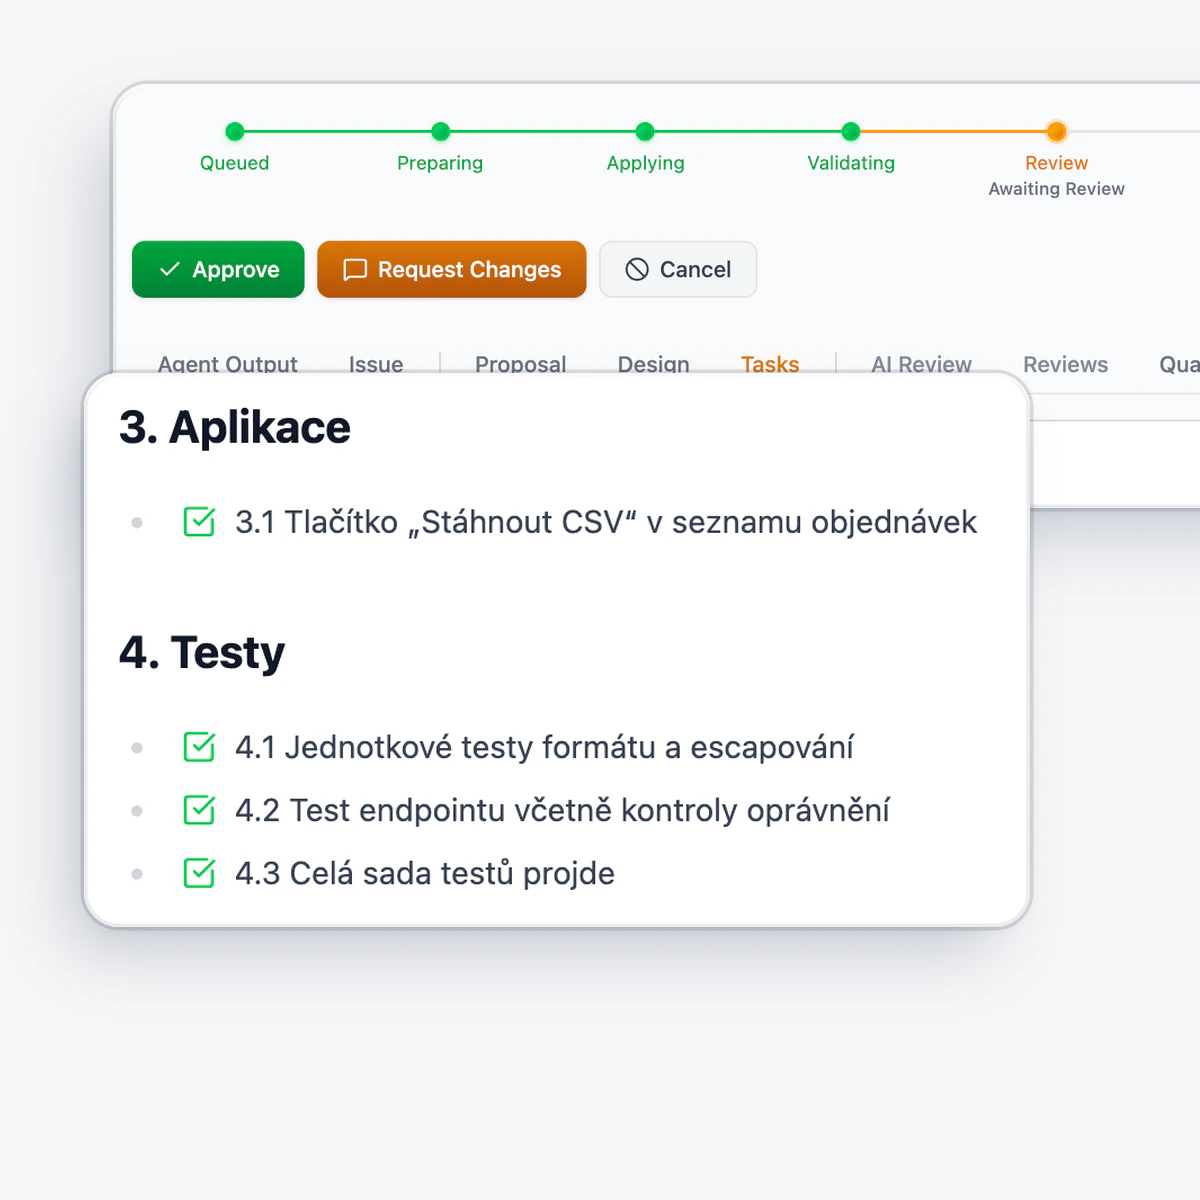 Queued
Preparing
Applying
Validating
Review
Awaiting Review
Approve
Request Changes
Cancel
Agent Output
Issue
Proposal
Design
Tasks
AI Review
Reviews
3. Aplikace
3.1 Tlačítko „Stáhnout CSV“ v seznamu objednávek
4. Testy
4.1 Jednotkové testy formátu a escapování
4.2 Test endpointu včetně kontroly oprávnění
4.3 Celá sada testů projde